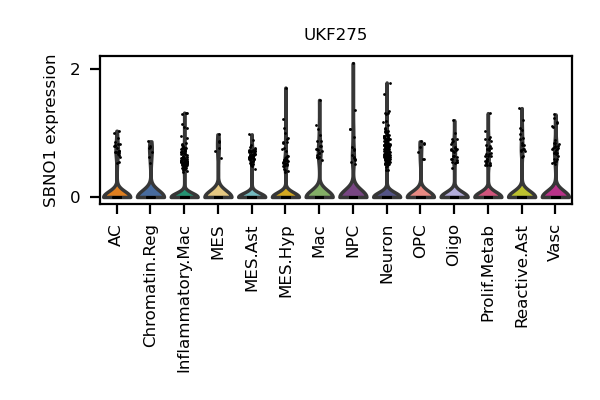 UKF275
SBNO1 expression
2
0
AC
Chromatin.Reg
Inflammatory.Mac
MES
MES.Ast
MES.Hyp
Mac
NPC
Neuron
OPC
Oligo
Prolif.Metab
Reactive.Ast
Vasc